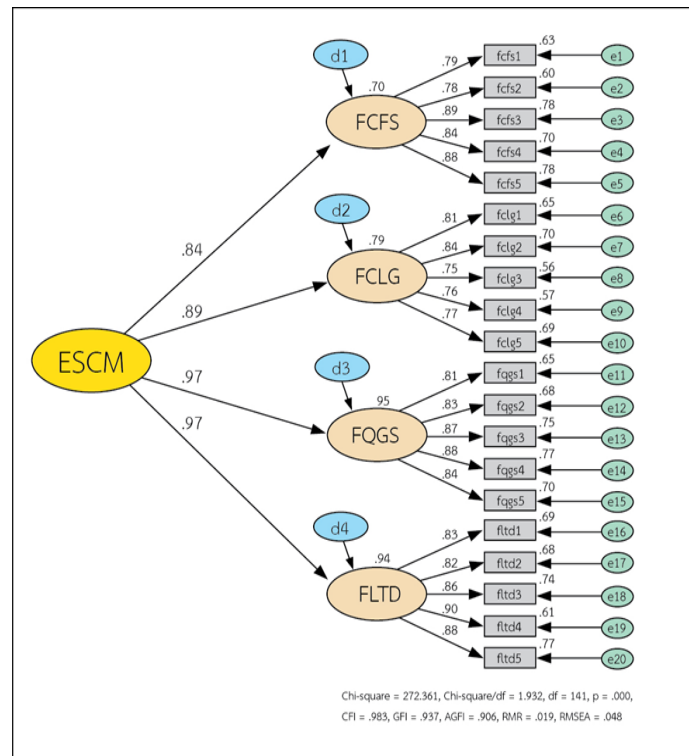 d1
.70
FCFS
.79
fcfs1
.63
e1
.78
fcfs2
.60
e2
.89
fcfs3
.78
e3
.84
fcfs4
.70
e4
.88
fcfs5
.78
e5
d2
.79
FCLG
.81
fclg1
.65
e6
.84
fclg2
.70
e7
.75
fclg3
.56
e8
.76
fclg4
.57
e9
.77
fclg5
.69
e10
.84
.89
ESCM
.97
.97
d3
.95
FQGS
.81
fqgs1
.65
e11
.83
fqgs2
.68
e12
.87
fqgs3
.75
e13
.88
fqgs4
.77
e14
.84
fqgs5
.70
e15
d4
.94
FLTD
.83
fltd1
.69
e16
.82
fltd2
.68
e17
.86
fltd3
.74
e18
.90
fltd4
.61
e19
.88
fltd5
.77
e20
Chi-square = 272.361, Chi-square/df = 1.932, df = 141, p = .000,
CFI = .983, GFI = .937, AGFI = .906, RMR = .019, RMSEA = .048